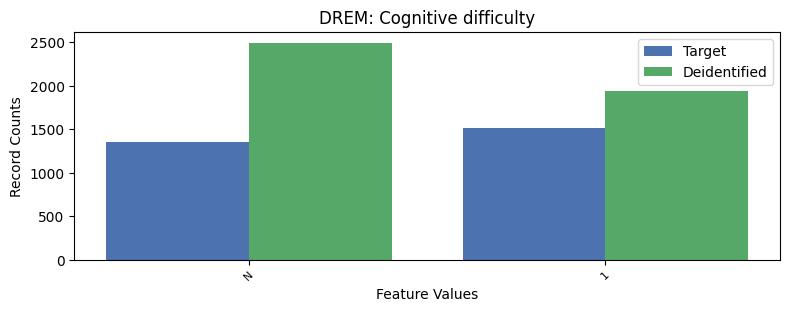 DREM: Cognitive difficulty
Record Counts
2500
2000
1500
1000
500
0
Target
Deidentified
N
1
Feature Values